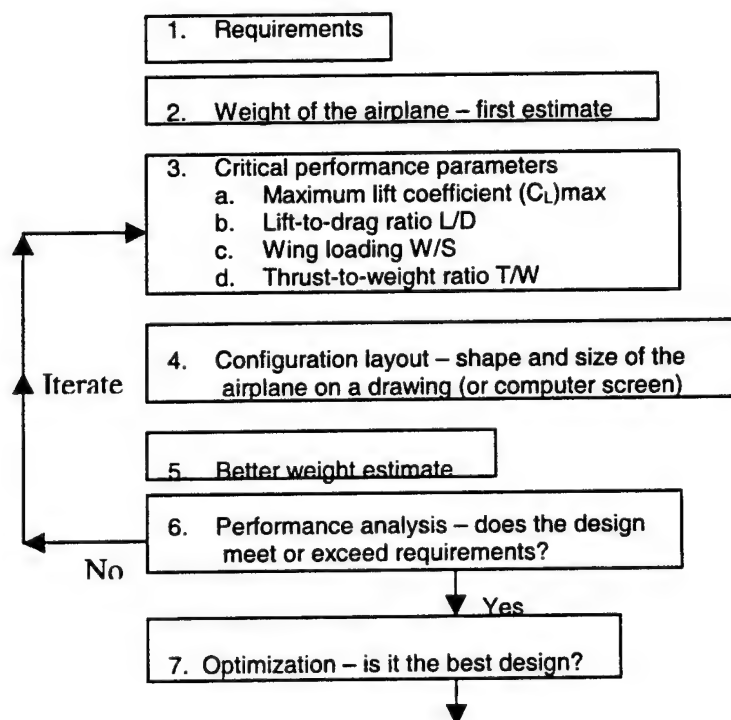 1. Requirements
2. Weight of the airplane – first estimate
3. Critical performance parameters
a. Maximum lift coefficient (CL)max
b. Lift-to-drag ratio L/D
c. Wing loading W/S
d. Thrust-to-weight ratio T/W
4. Configuration layout – shape and size of the
airplane on a drawing (or computer screen)
Iterate
5. Better weight estimate
6. Performance analysis – does the design
meet or exceed requirements?
No
Yes
7. Optimization – is it the best design?